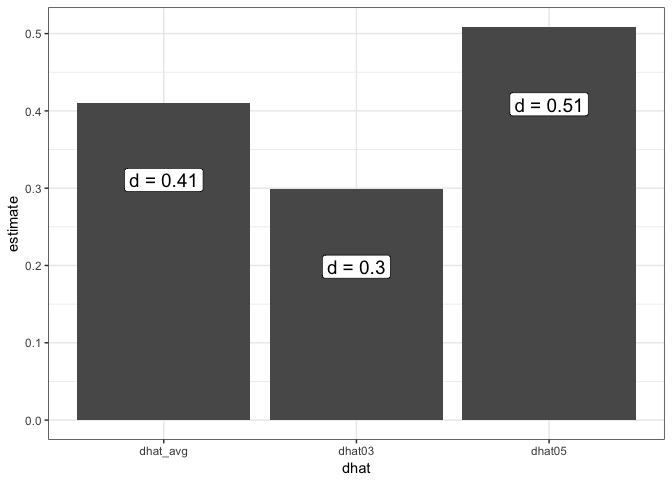 0.5
0.4
0.3
0.2
0.1
0.0
estimate
d = 0.41
d = 0.3
d = 0.51
dhat_avg
dhat03
dhat05
dhat